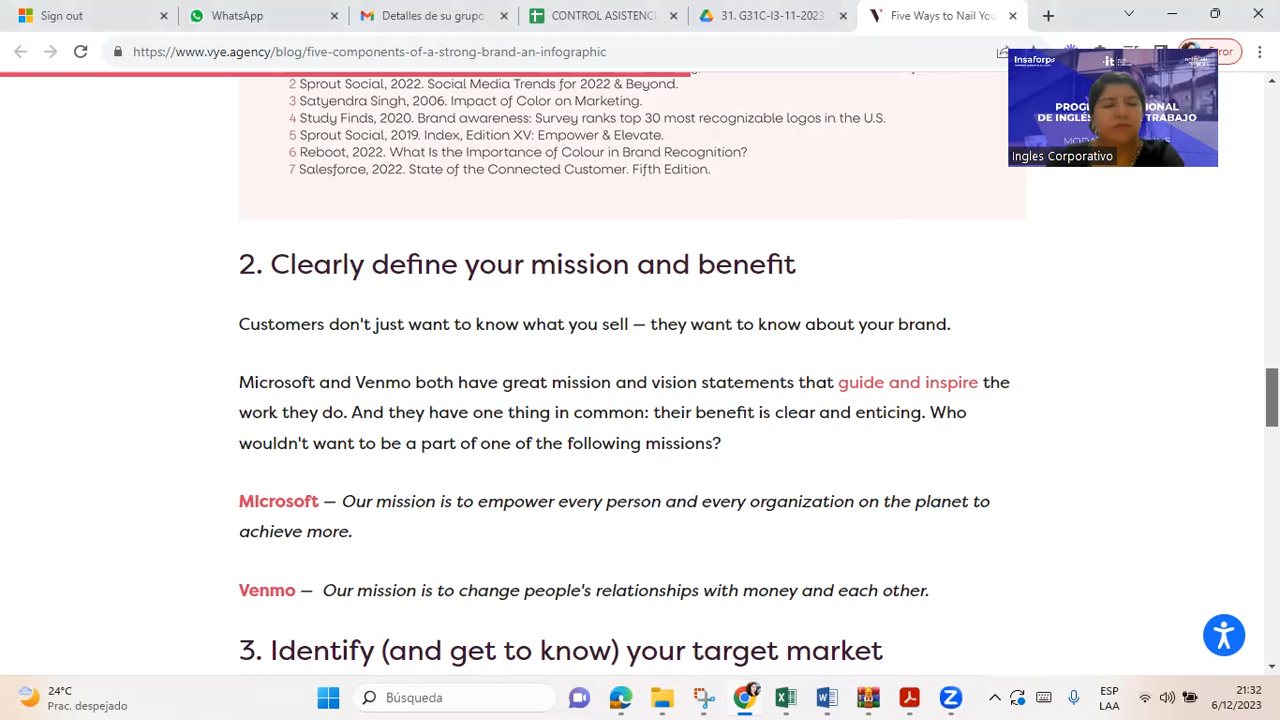 Sign out
WhatsApp
Detalles de su grupo
CONTROL ASISTENCI
31 G31C-I3-11-2023
Five Ways to Nail You
https://www.vye.agency/blog/five-components-of-a-strong-brand-an-infographic
Error
2 Sprout Social, 2022. Social Media Trends for 2022 & Beyond.
3 Satyendra Singh, 2006. Impact of Color on Marketing.
4 Study Finds, 2020. Brand awareness: Survey ranks top 30 most recognizable logos in the U.S.
5 Sprout Social, 2019. Index, Edition XV: Empower & Elevate.
6 Reboot, 2022. What Is the Importance of Colour in Brand Recognition?
7 Salesforce, 2022. State of the Connected Customer. Fifth Edition.
Insaforp
PROG IONAL
DE INGLÉS TRABAJO
Ingles Corporativo
2. Clearly define your mission and benefit
Customers don't just want to know what you sell — they want to know about your brand.
Microsoft and Venmo both have great mission and vision statements that guide and inspire the
work they do. And they have one thing in common: their benefit is clear and enticing. Who
wouldn't want to be a part of one of the following missions?
Microsoft — Our mission is to empower every person and every organization on the planet to
achieve more.
Venmo — Our mission is to change people's relationships with money and each other.
3. Identify (and get to know) your target market
24°C
Prac. despejado
Búsqueda
ESP
LAA
21:32
6/12/2023